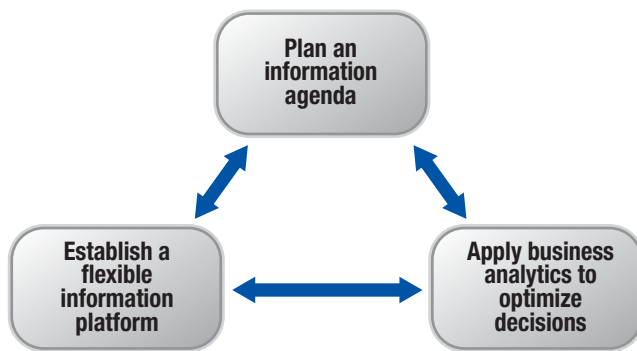 Plan an
information
agenda
Establish a
flexible
information
platform
Apply business
analytics to
optimize
decisions